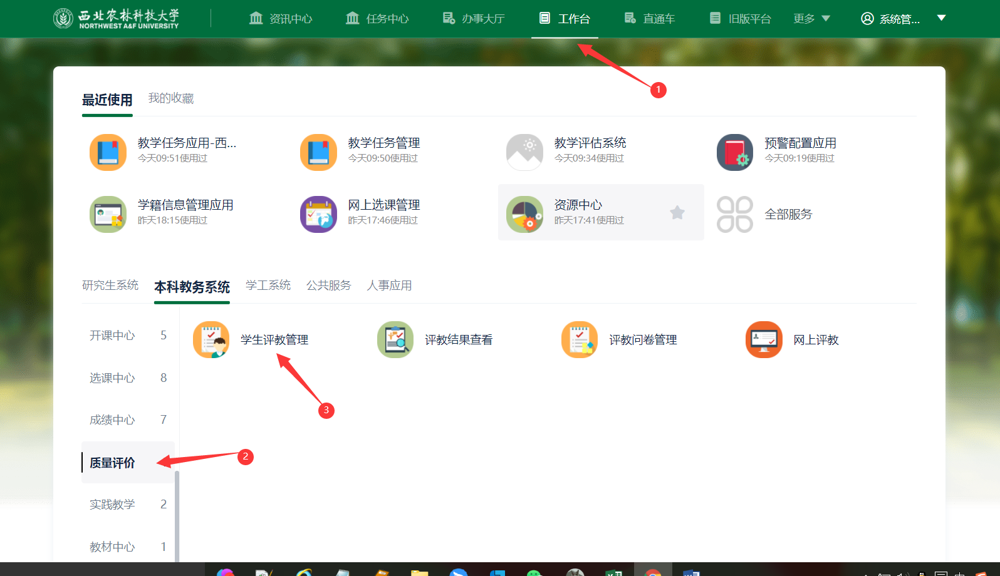 西北农林科技大学
NORTHWEST A&F UNIVERSITY
资讯中心
任务中心
办事大厅
工作台
直通车
旧版平台
更多
系统管...
1
最近使用
我的收藏
教学任务应用-西...
今天09:51使用过
教学任务管理
今天09:50使用过
教学评估系统
今天09:34使用过
预警配置应用
今天09:19使用过
学籍信息管理应用
昨天18:15使用过
网上选课管理
昨天17:46使用过
资源中心
昨天17:41使用过
全部服务
研究生系统
本科教务系统
学工系统
公共服务
人事应用
开课中心 5
选课中心 8
成绩中心 7
质量评价
实践教学 2
教材中心 1
学生评教管理
评教结果查看
评教问卷管理
网上评教
3
2